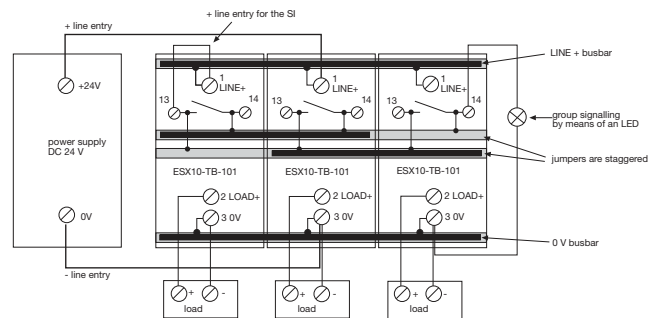 + line entry for the SI
+ line entry
LINE + busbar
+24V
1
LINE+
1
LINE+
1
LINE+
13
14
13
14
13
14
power supply
DC 24 V
group signalling
by means of an LED
jumpers are staggered
ESX10-TB-101
ESX10-TB-101
ESX10-TB-101
2 LOAD+
2 LOAD+
2 LOAD+
0V
3 0V
3 0V
3 0V
0 V busbar
- line entry
+ -
load
+ -
load
+ -
load